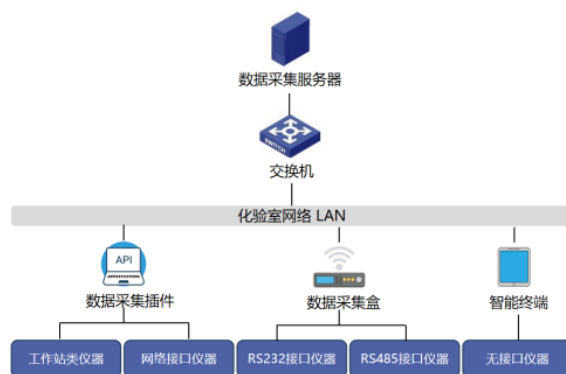 数据采集服务器
SWITCH
交换机
化验室网络 LAN
API
数据采集插件
数据采集盒
智能终端
工作站类仪器
网络接口仪器
RS232接口仪器
RS485接口仪器
无接口仪器